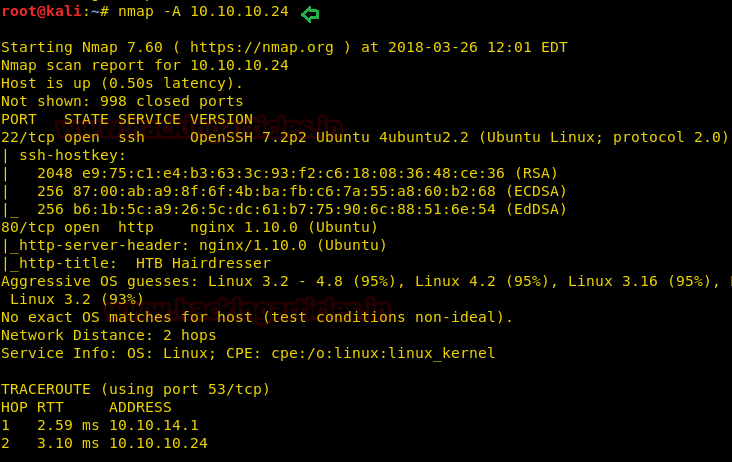 root@kali:~# nmap -A 10.10.10.24
Starting Nmap 7.60 ( https://nmap.org ) at 2018-03-26 12:01 EDT
Nmap scan report for 10.10.10.24
Host is up (0.50s latency).
Not shown: 998 closed ports
PORT   STATE SERVICE VERSION
www.hackingarticles.in
22/tcp open  ssh     OpenSSH 7.2p2 Ubuntu 4ubuntu2.2 (Ubuntu Linux; protocol 2.0)
| ssh-hostkey:
|   2048 e9:75:c1:e4:b3:63:3c:93:f2:c6:18:08:36:48:ce:36 (RSA)
|   256 87:00:ab:a9:8f:6f:4b:ba:fb:c6:7a:55:a8:60:b2:68 (ECDSA)
|_  256 b6:1b:5c:a9:26:5c:dc:61:b7:75:90:6c:88:51:6e:54 (EdDSA)
80/tcp open  http    nginx 1.10.0 (Ubuntu)
|_http-server-header: nginx/1.10.0 (Ubuntu)
|_http-title:  HTB Hairdresser
Aggressive OS guesses: Linux 3.2 - 4.8 (95%), Linux 4.2 (95%), Linux 3.16 (95%),
 Linux 3.2 (93%)
www.hackingarticles.in
No exact OS matches for host (test conditions non-ideal).
Network Distance: 2 hops
Service Info: OS: Linux; CPE: cpe:/o:linux:linux_kernel
TRACEROUTE (using port 53/tcp)
HOP RTT     ADDRESS
1   2.59 ms 10.10.14.1
2   3.10 ms 10.10.10.24